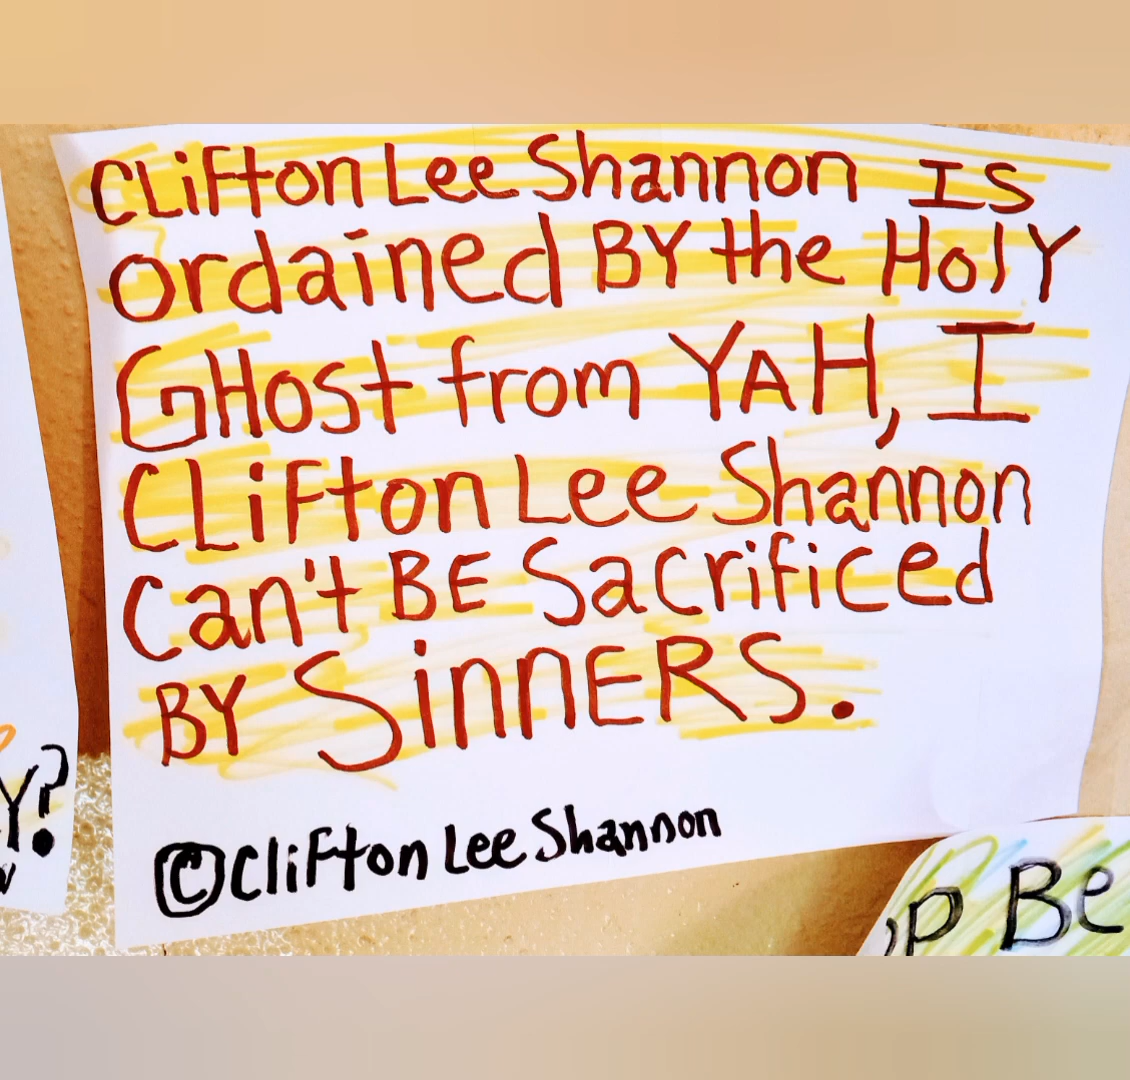 CLiFton Lee Shannon IS
ordained BY the HolY
GHost from YAH, I
CLiFton Lee Shannon
Can't BE Sacrificed
BY SinnERS.
©CliFton Lee Shannon
Y?
op Be